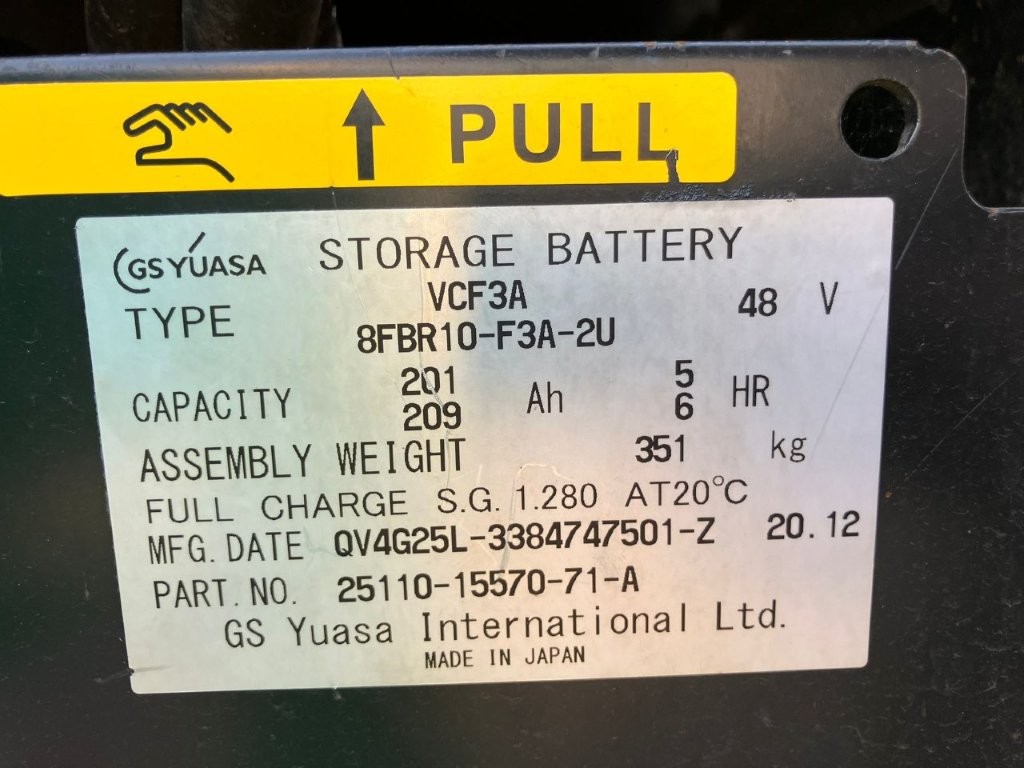 PULL
GS YUASA STORAGE BATTERY
TYPE VCF3A 48 V
8FBR10-F3A-2U
CAPACITY 201 Ah 5 HR
209 6
ASSEMBLY WEIGHT 351 kg
FULL CHARGE S.G. 1.280 AT20°C
MFG. DATE QV4G25L-3384747501-Z 20.12
PART. NO. 25110-15570-71-A
GS Yuasa International Ltd.
MADE IN JAPAN